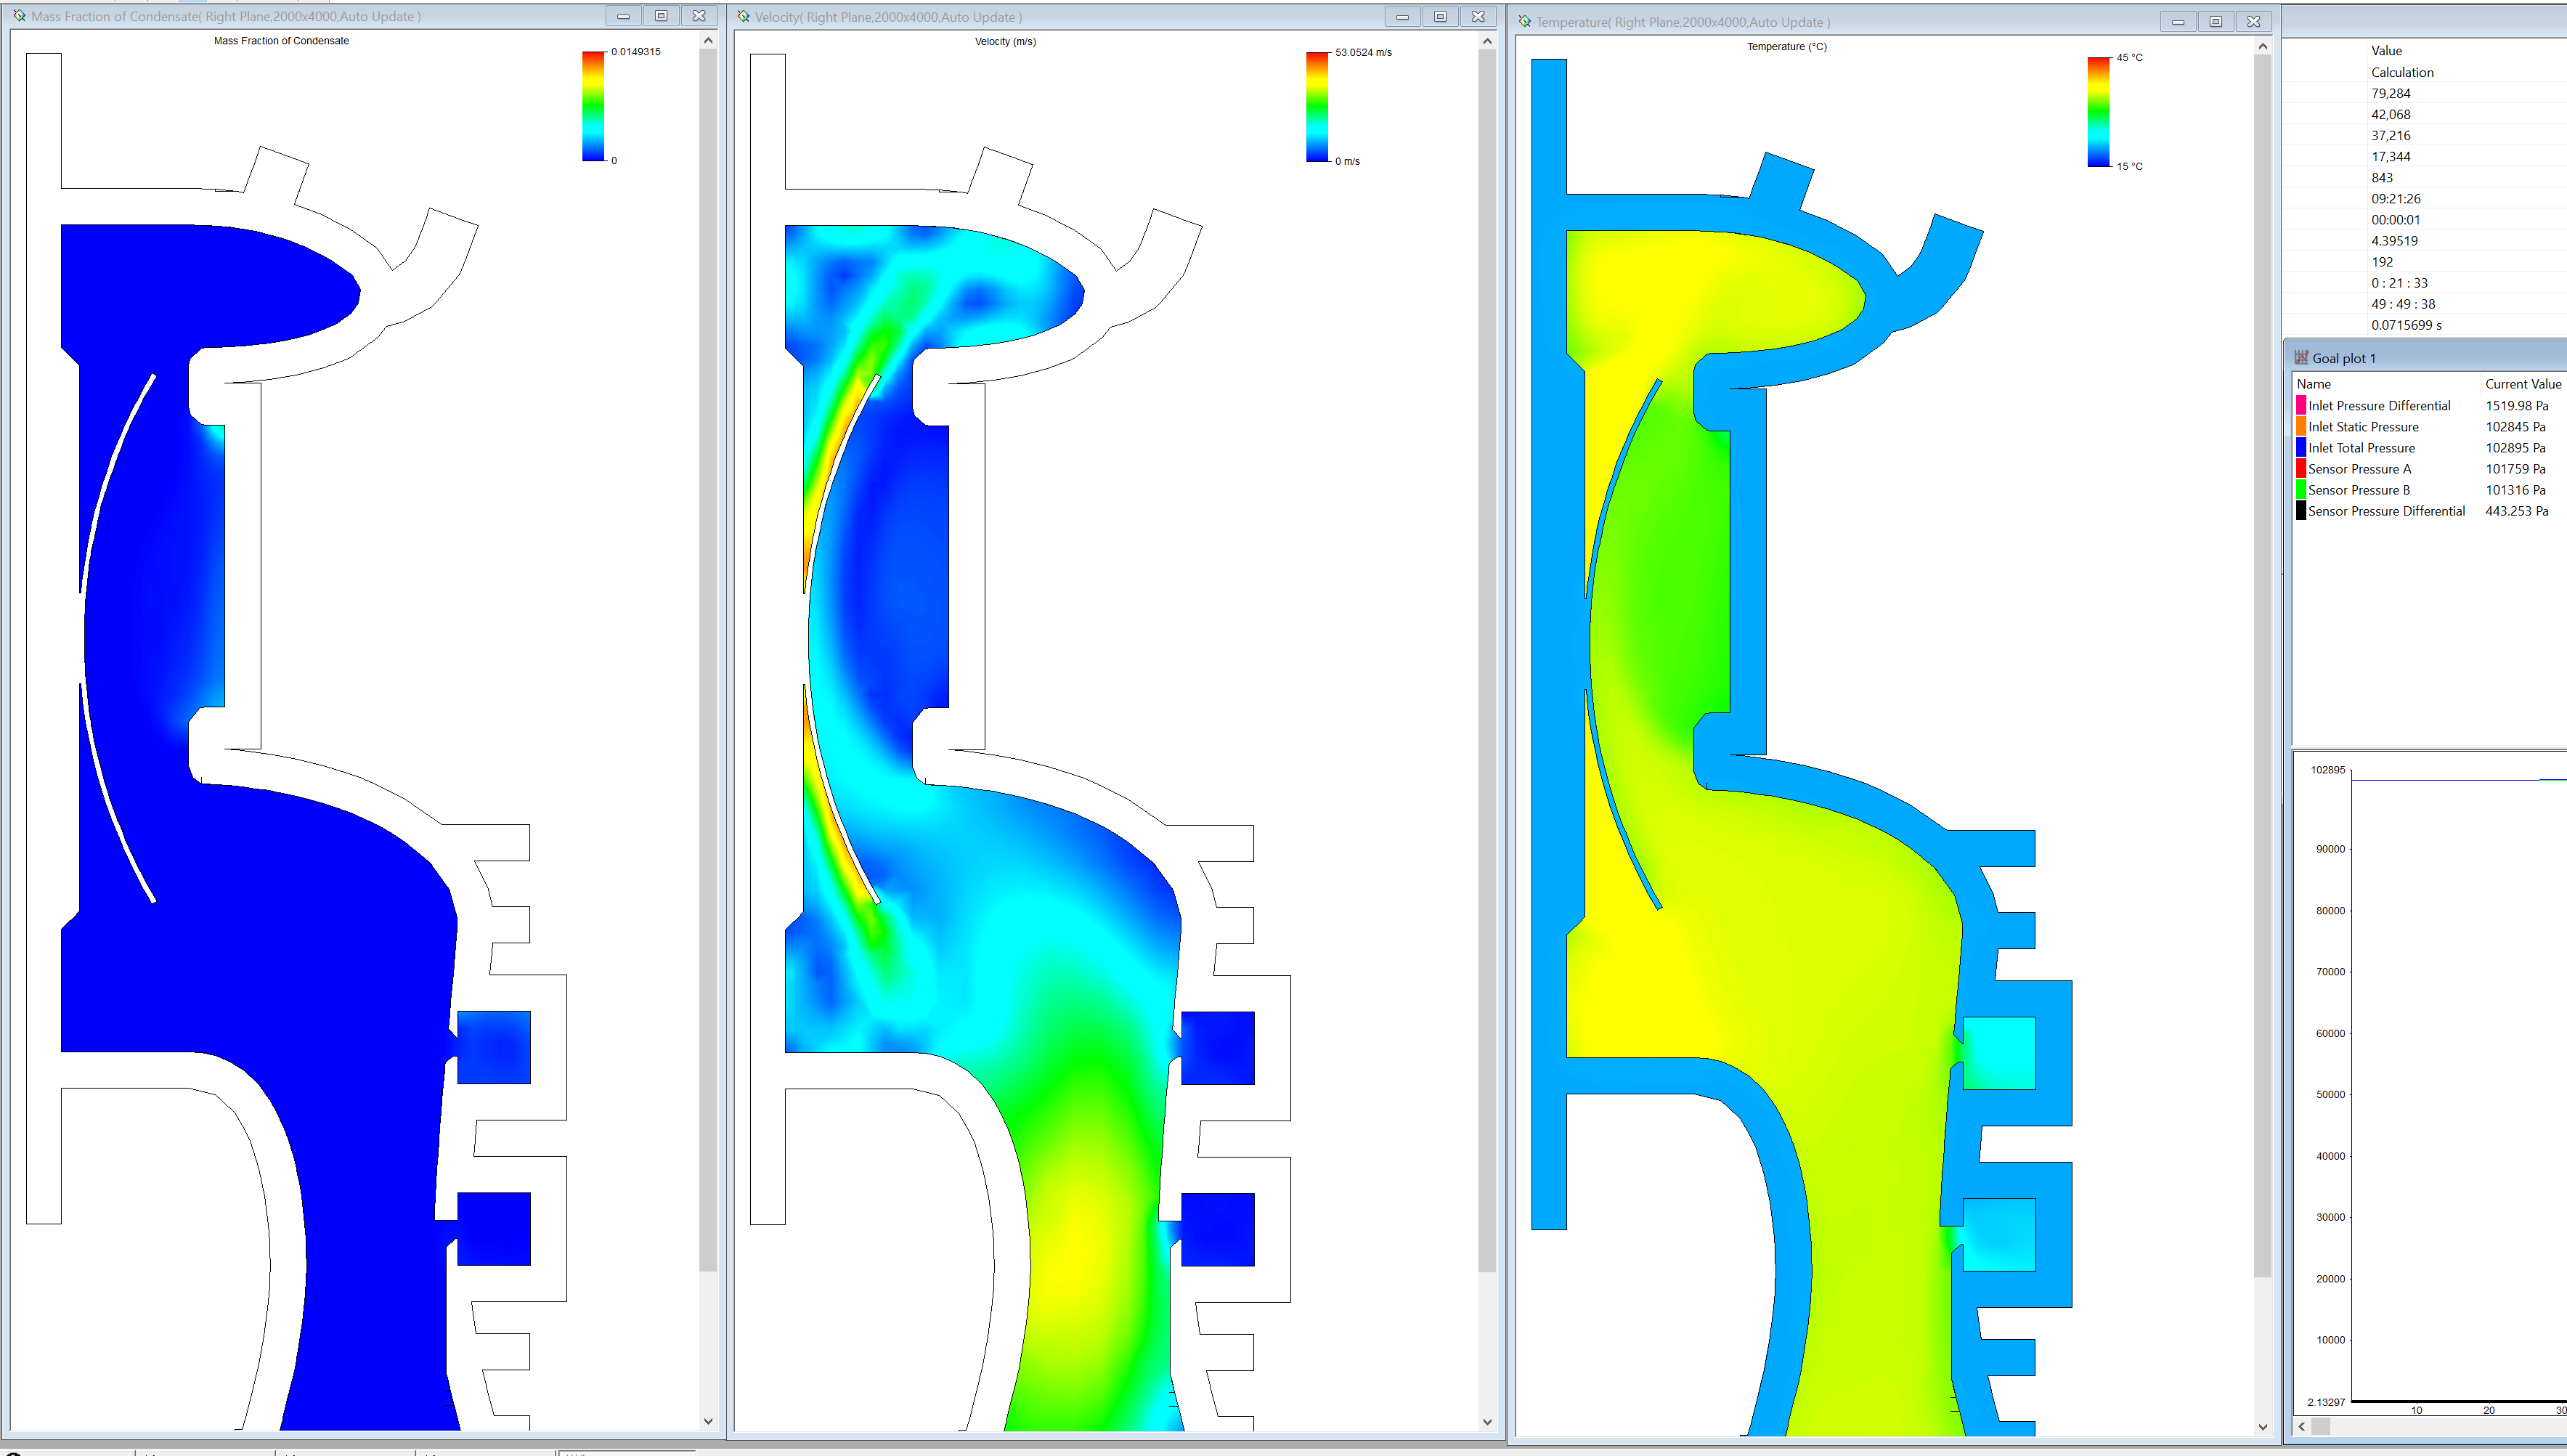 Mass Fraction of Condensate( Right Plane,2000x4000,Auto Update )
Mass Fraction of Condensate
0.0149315
0
Velocity( Right Plane,2000x4000,Auto Update )
Velocity (m/s)
53.0524 m/s
0 m/s
Temperature( Right Plane,2000x4000,Auto Update )
Temperature (°C)
45 °C
15 °C
Value
Calculation
79,284
42,068
37,216
17,344
843
09:21:26
00:00:01
4.39519
192
0 : 21 : 33
49 : 49 : 38
0.0715699 s
Goal plot 1
Name Current Value
Inlet Pressure Differential 1519.98 Pa
Inlet Static Pressure 102845 Pa
Inlet Total Pressure 102895 Pa
Sensor Pressure A 101759 Pa
Sensor Pressure B 101316 Pa
Sensor Pressure Differential 443.253 Pa
102895
90000
80000
70000
60000
50000
40000
30000
20000
10000
2.13297
10 20 30